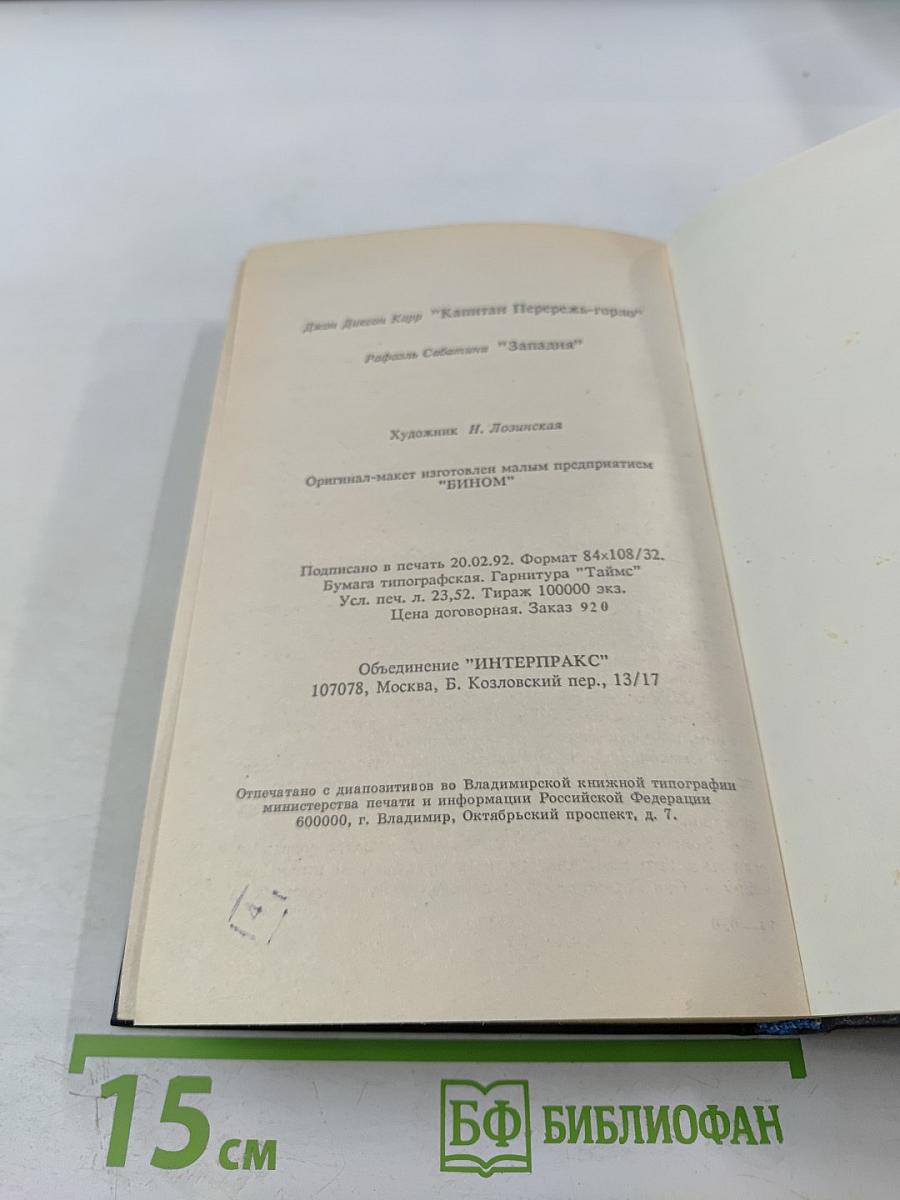 Джон Диксон Карр "Капитан Перережь-горло"
Рафаэль Сабатини "Западня"
Художник Н. Лозинская
Оригинал-макет изготовлен малым предприятием
"БИНОМ"
Подписано в печать 20.02.92. Формат 84x108/32.
Бумага типографская. Гарнитура "Таймс"
Усл. печ. л. 23,52. Тираж 100000 экз.
Цена договорная. Заказ 920
Объединение "ИНТЕРПРАКС"
107078, Москва, Б. Козловский пер., 13/17
Отпечатано с диапозитивов во Владимирской книжной типографии
министерства печати и информации Российской Федерации
600000, г. Владимир, Октябрьский проспект, д. 7.
4
15 см
БФ БИБЛИОФАН